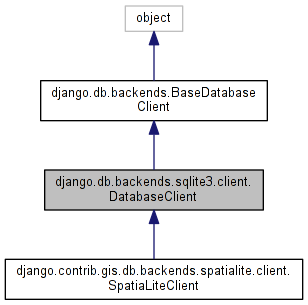 object
django.db.backends.BaseDatabase
Client
django.db.backends.sqlite3.client.
DatabaseClient
django.contrib.gis.db.backends.spatialite.client.
SpatiaLiteClient